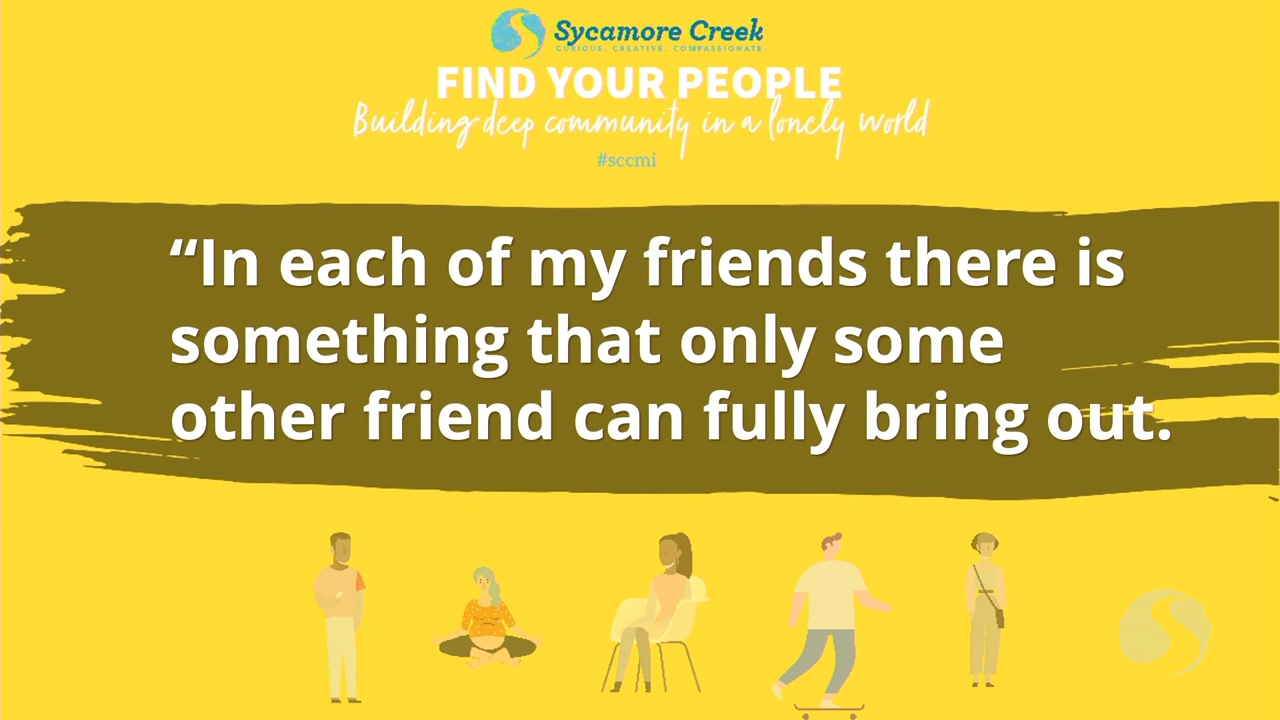 Sycamore Creek
CURIOUS. CREATIVE. COMPASSIONATE.
FIND YOUR PEOPLE
Building deep community in a lonely world
#sccmi
“In each of my friends there is
something that only some
other friend can fully bring out.